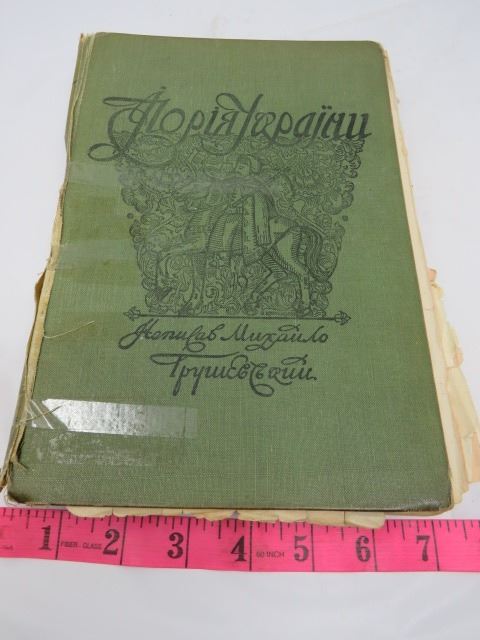 Історія України
Написав Михайло
Грушевський.
1 2 3 4 5 6 7
FIBER GLASS 60 INCH